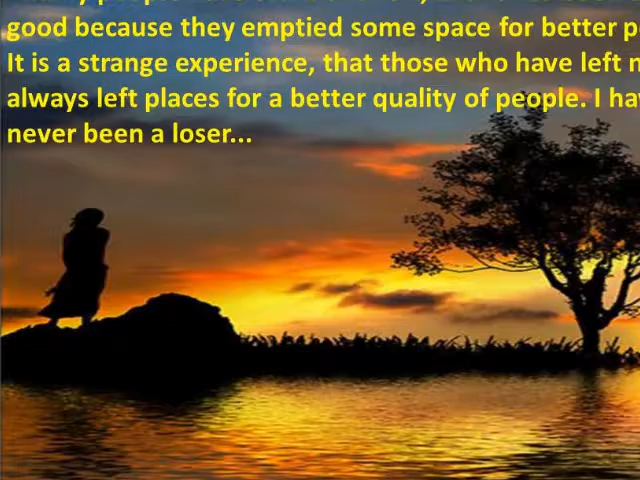 good because they emptied some space for better
It is a strange experience, that those who have left
always left places for a better quality of people. I
never been a loser...